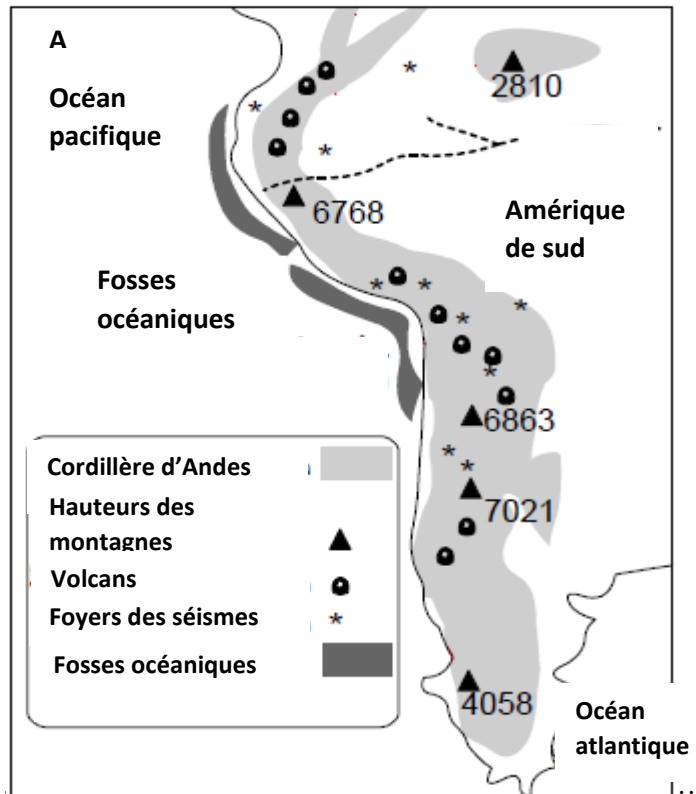 A
Océan
pacifique
2810
6768
Amérique
de sud
Fosses
océaniques
6863
7021
Cordillère d'Andes
Hauteurs des
montagnes
Volcans
Foyers des séismes
Fosses océaniques
4058
Océan
atlantique